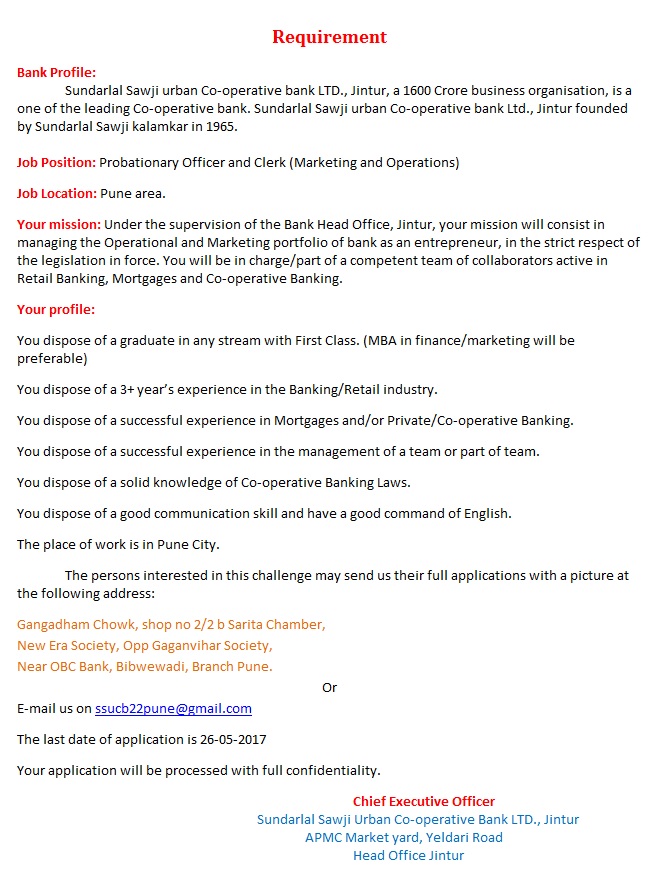 Requirement
Bank Profile:
Sundarlal Sawji urban Co-operative bank LTD., Jintur, a 1600 Crore business organisation, is a
one of the leading Co-operative bank. Sundarlal Sawji urban Co-operative bank Ltd., Jintur founded
by Sundarlal Sawji kalamkar in 1965.
Job Position: Probationary Officer and Clerk (Marketing and Operations)
Job Location: Pune area.
Your mission: Under the supervision of the Bank Head Office, Jintur, your mission will consist in
managing the Operational and Marketing portfolio of bank as an entrepreneur, in the strict respect of
the legislation in force. You will be in charge/part of a competent team of collaborators active in
Retail Banking, Mortgages and Co-operative Banking.
Your profile:
You dispose of a graduate in any stream with First Class. (MBA in finance/marketing will be
preferable)
You dispose of a 3+ year’s experience in the Banking/Retail industry.
You dispose of a successful experience in Mortgages and/or Private/Co-operative Banking.
You dispose of a successful experience in the management of a team or part of team.
You dispose of a solid knowledge of Co-operative Banking Laws.
You dispose of a good communication skill and have a good command of English.
The place of work is in Pune City.
The persons interested in this challenge may send us their full applications with a picture at
the following address:
Gangadham Chowk, shop no 2/2 b Sarita Chamber,
New Era Society, Opp Gaganvihar Society,
Near OBC Bank, Bibwewadi, Branch Pune.
Or
E-mail us on ssucb22pune@gmail.com
The last date of application is 26-05-2017
Your application will be processed with full confidentiality.
Chief Executive Officer
Sundarlal Sawji Urban Co-operative Bank LTD., Jintur
APMC Market yard, Yeldari Road
Head Office Jintur